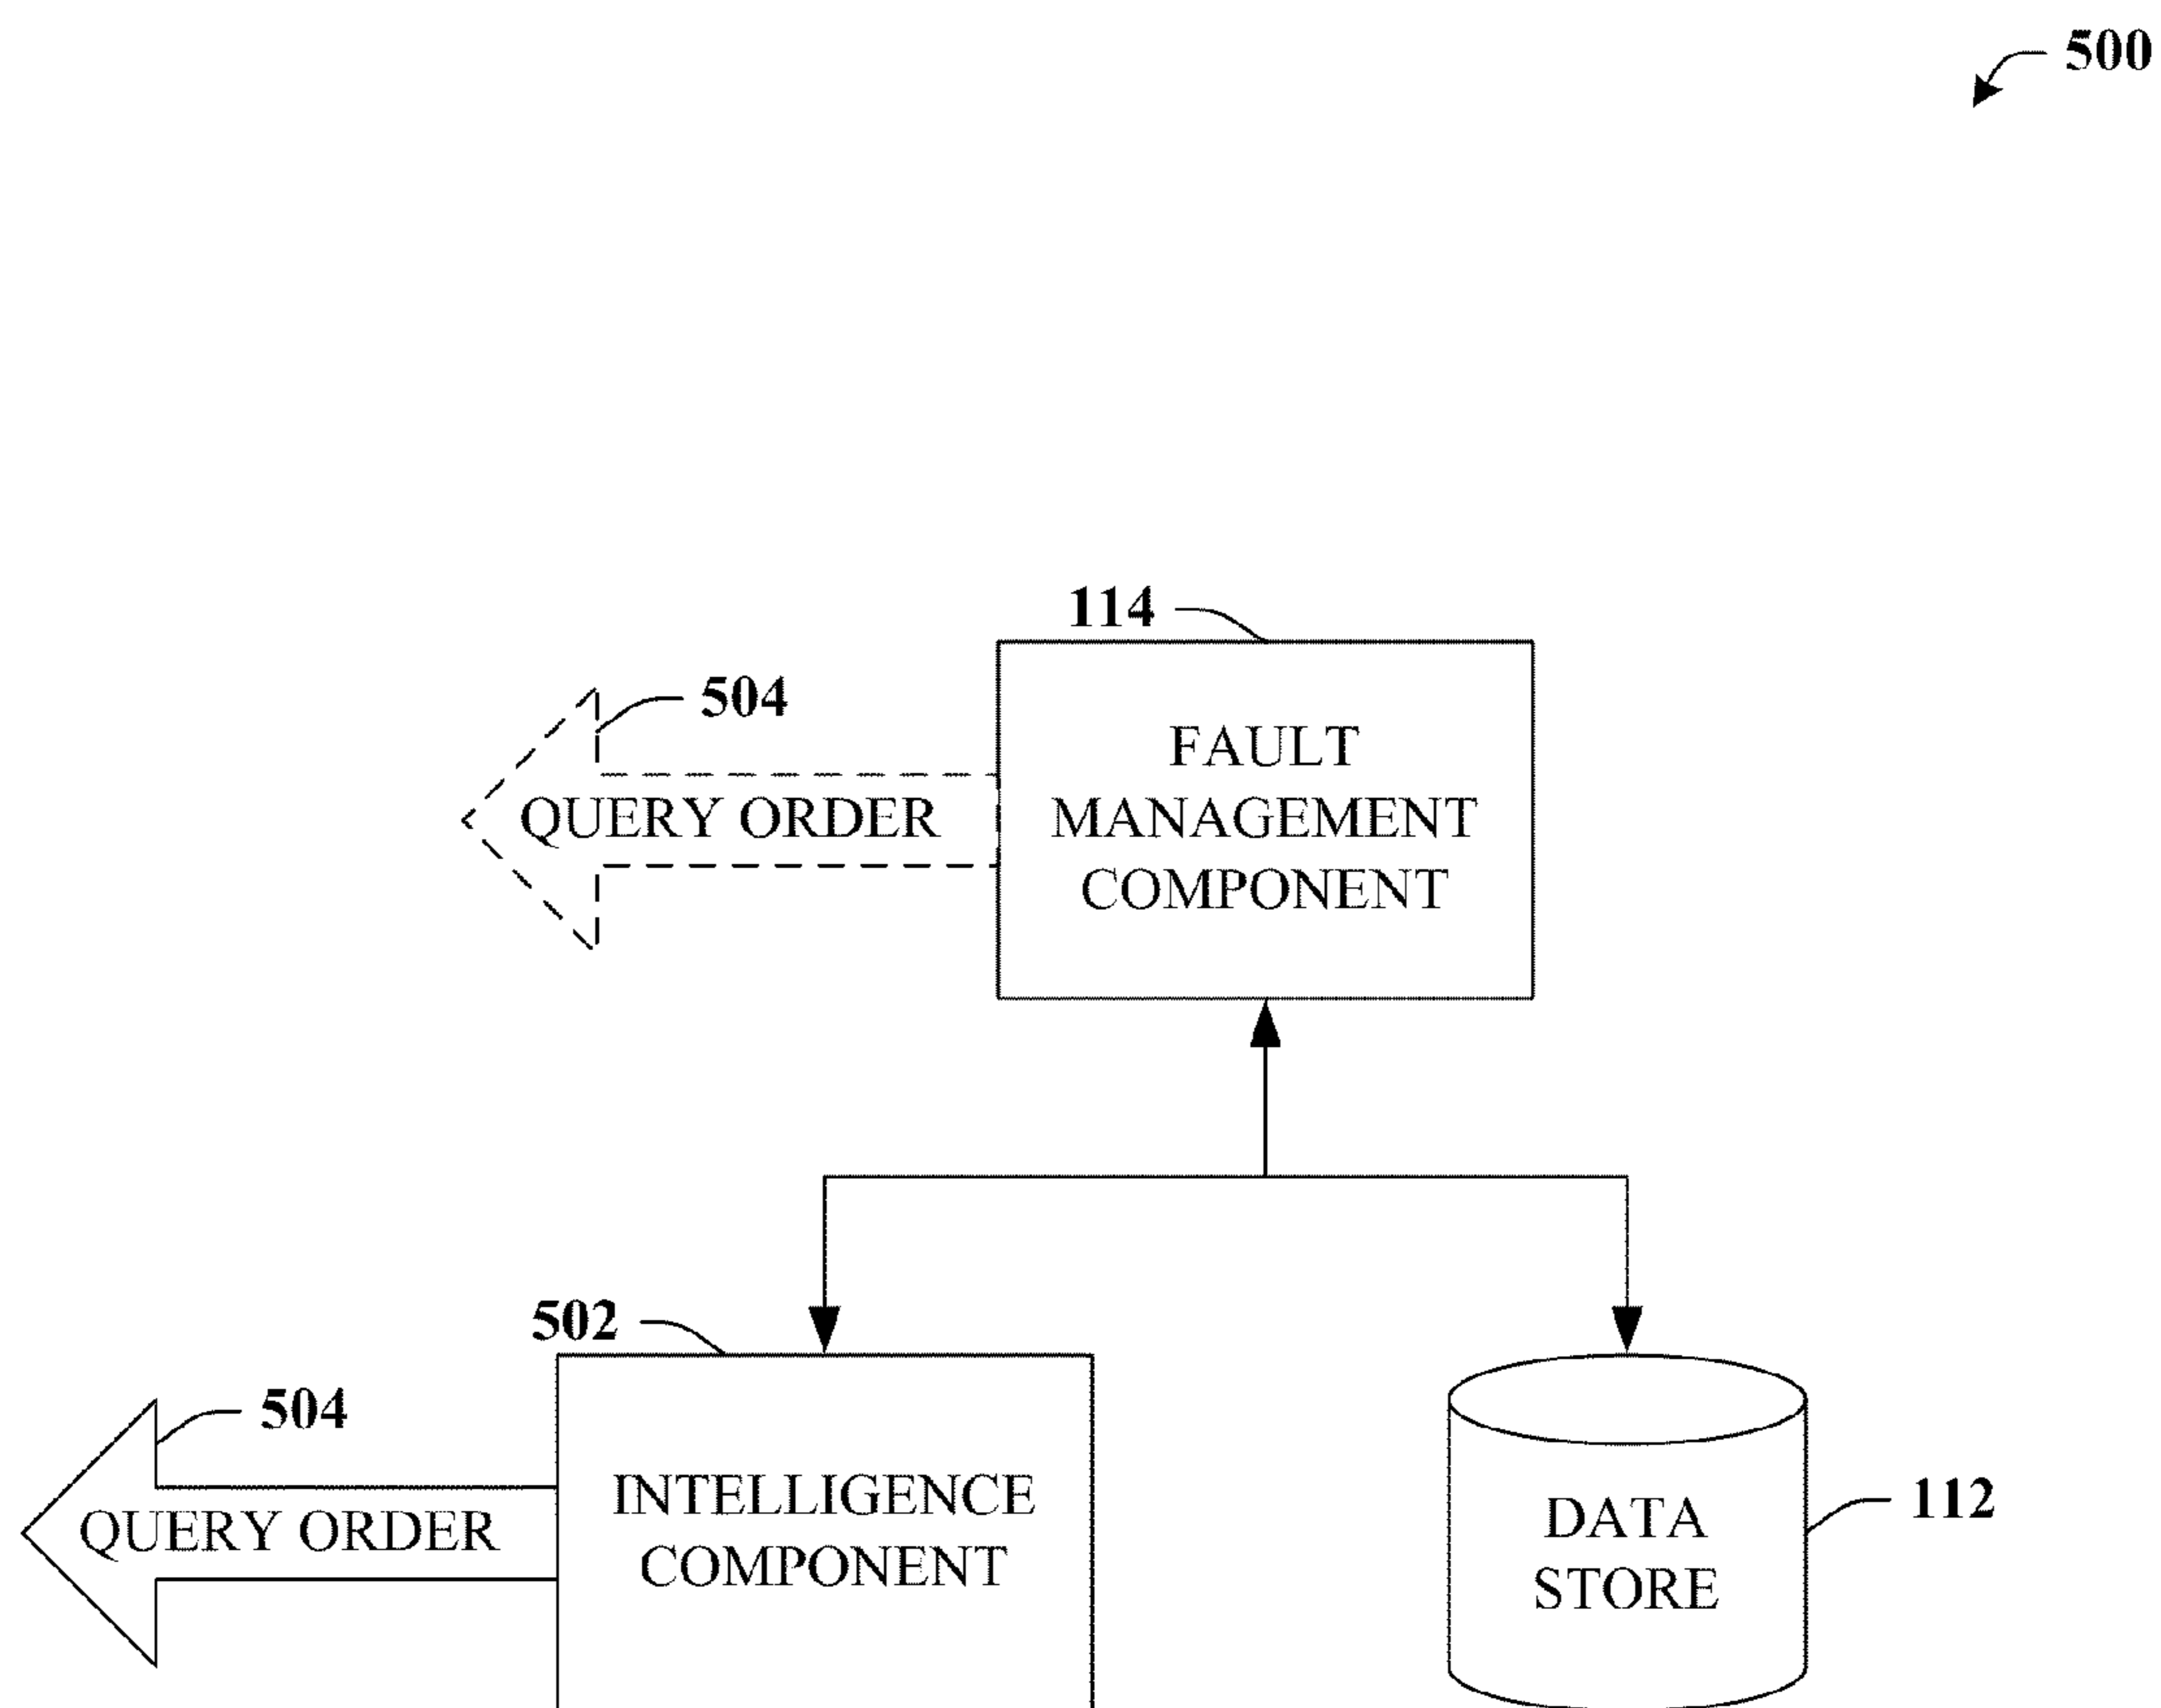 500
114
504
FAULT
MANAGEMENT
COMPONENT
QUERY ORDER
502
504
INTELLIGENCE
COMPONENT
QUERY ORDER
DATA
STORE
112